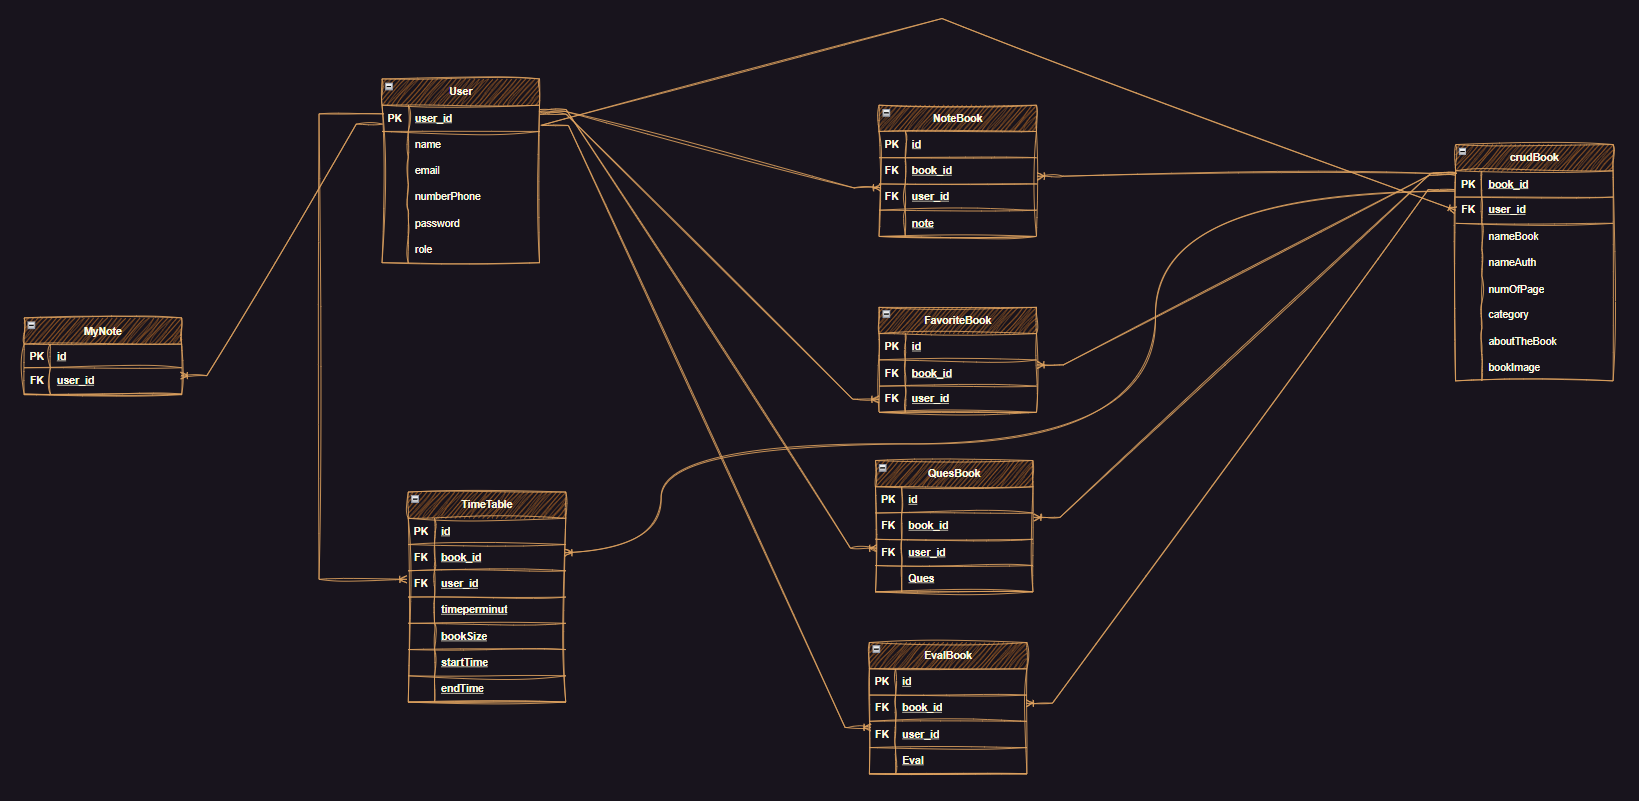 User
PK user_id
name
email
numberPhone
password
role
MyNote
PK id
FK user_id
TimeTable
PK id
FK book_id
FK user_id
timeperminut
bookSize
startTime
endTime
NoteBook
PK id
FK book_id
FK user_id
note
FavoriteBook
PK id
FK book_id
FK user_id
QuesBook
PK id
FK book_id
FK user_id
Ques
EvalBook
PK id
FK book_id
FK user_id
Eval
crudBook
PK book_id
FK user_id
nameBook
nameAuth
numOfPage
category
aboutTheBook
bookImage